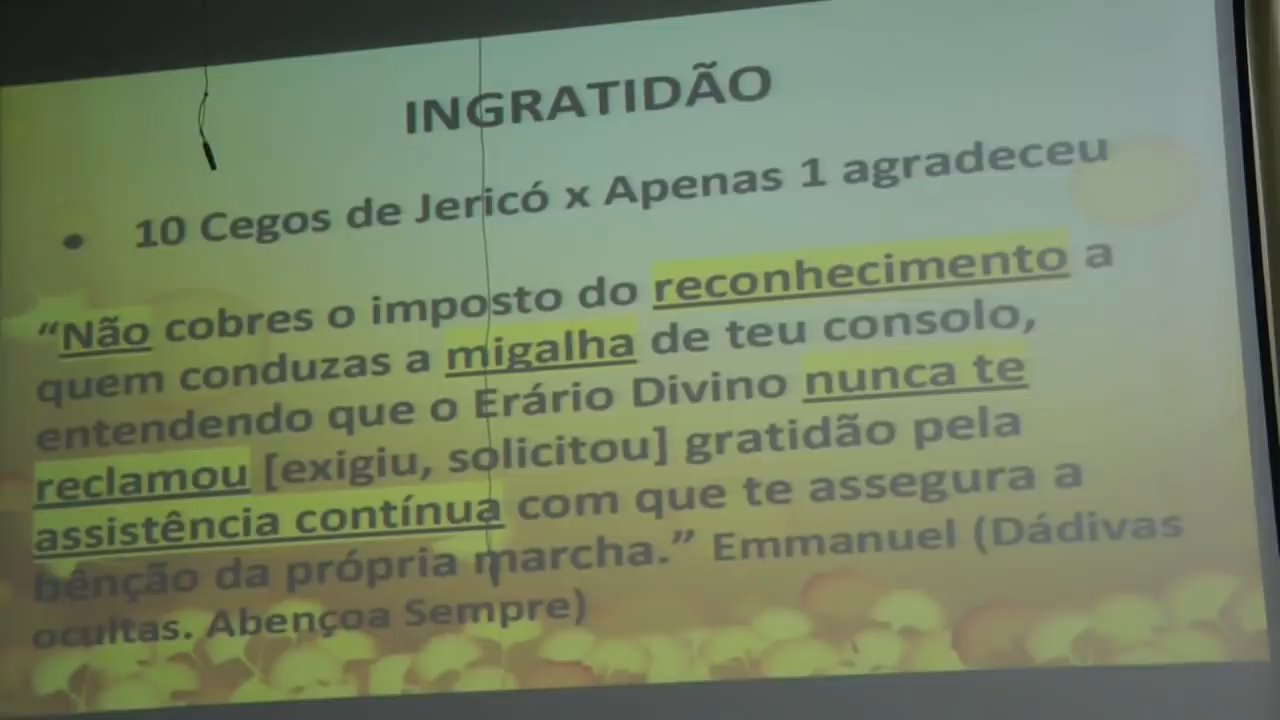 INGRATIDÃO
• 10 Cegos de Jericó x Apenas 1 agradeceu
“Não cobres o imposto do reconhecimento a
quem conduzas a migalha de teu consolo,
entendendo que o Erário Divino nunca te
reclamou [exigiu, solicitou] gratidão pela
assistência contínua com que te assegura a
bênção da própria marcha.” Emmanuel (Dádivas
ocultas. Abençoa Sempre)